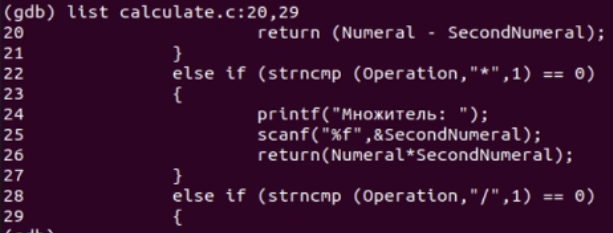 (gdb) list calculate.c:20,29
20                      return (Numeral - SecondNumeral);
21              }
22              else if (strncmp (Operation,"*",1) == 0)
23              {
24                      printf("Множитель: ");
25                      scanf("%f",&SecondNumeral);
26                      return(Numeral*SecondNumeral);
27              }
28              else if (strncmp (Operation,"/",1) == 0)
29              {
(gdb)